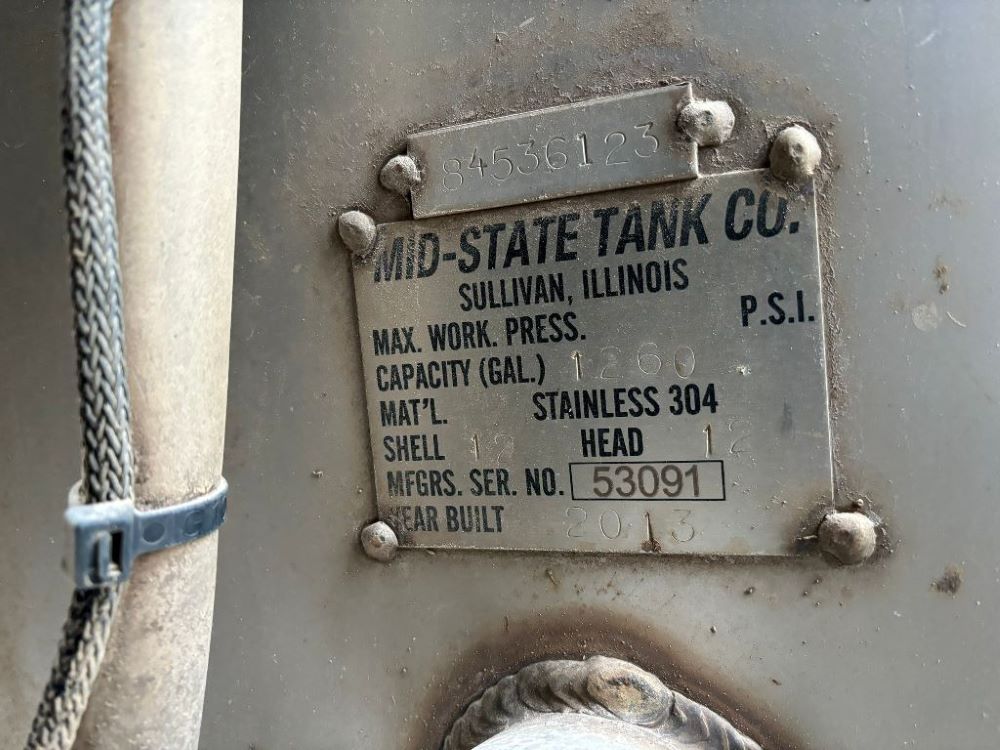 84536123
MID-STATE TANK CO.
SULLIVAN, ILLINOIS
MAX. WORK. PRESS. P.S.I.
CAPACITY (GAL.) 1260
MAT'L. STAINLESS 304
SHELL 12 HEAD 12
MFGRS. SER. NO. 53091
YEAR BUILT 2013